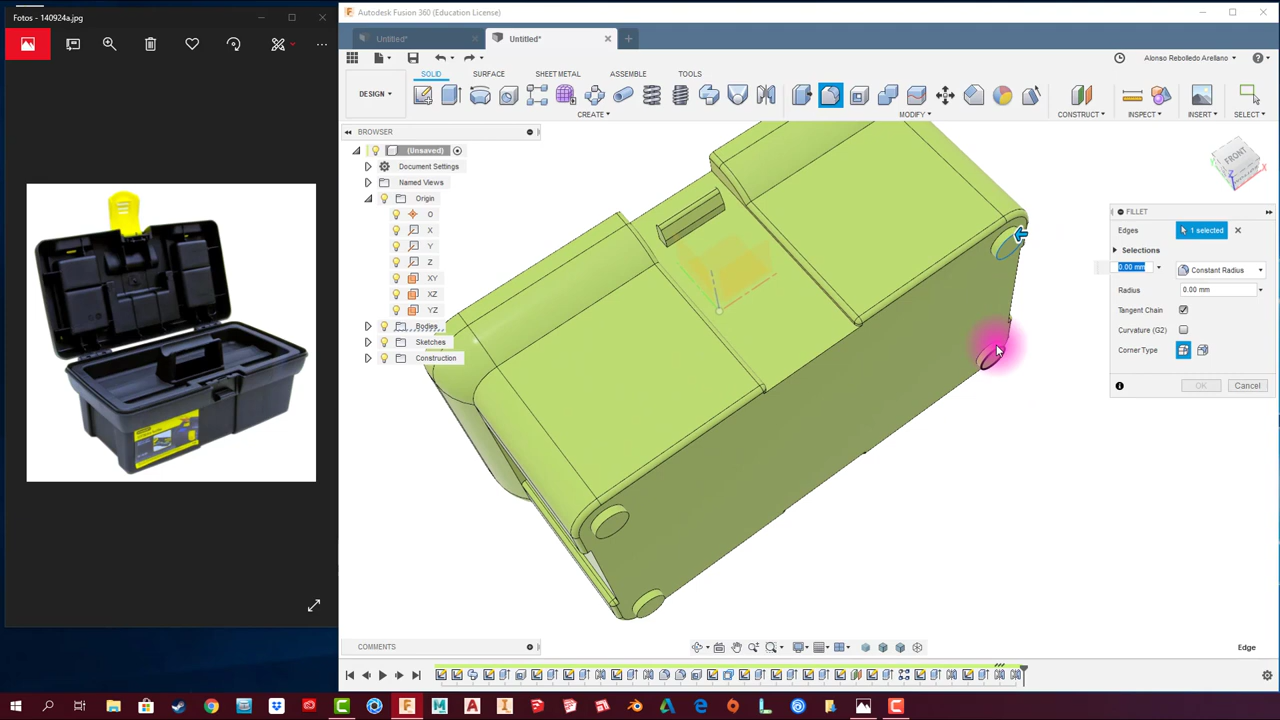 Fotos - 140924a.jpg
Autodesk Fusion 360 (Education License)
Untitled*
Untitled*
Alonso Rebolledo Arellano
SOLID
SURFACE
SHEET METAL
ASSEMBLE
TOOLS
DESIGN
CREATE
MODIFY
CONSTRUCT
INSPECT
INSERT
SELECT
BROWSER
(Unsaved)
Document Settings
Named Views
Origin
O
X
Y
Z
XY
XZ
YZ
Bodies
Sketches
Construction
FRONT
X
Y
Z
FILLET
Edges
1 selected
Selections
0.00 mm
Constant Radius
Radius
0.00 mm
Tangent Chain
Curvature (G2)
Corner Type
OK
Cancel
COMMENTS
Edge